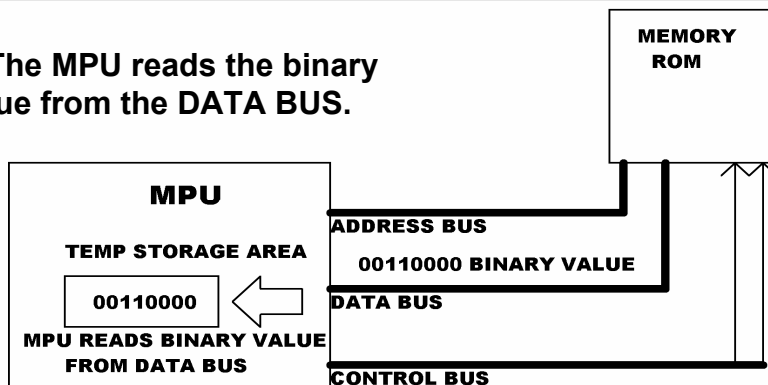 The MPU reads the binary
ue from the DATA BUS.
MEMORY
ROM
MPU
ADDRESS BUS
TEMP STORAGE AREA
00110000 BINARY VALUE
00110000
DATA BUS
MPU READS BINARY VALUE
FROM DATA BUS
CONTROL BUS